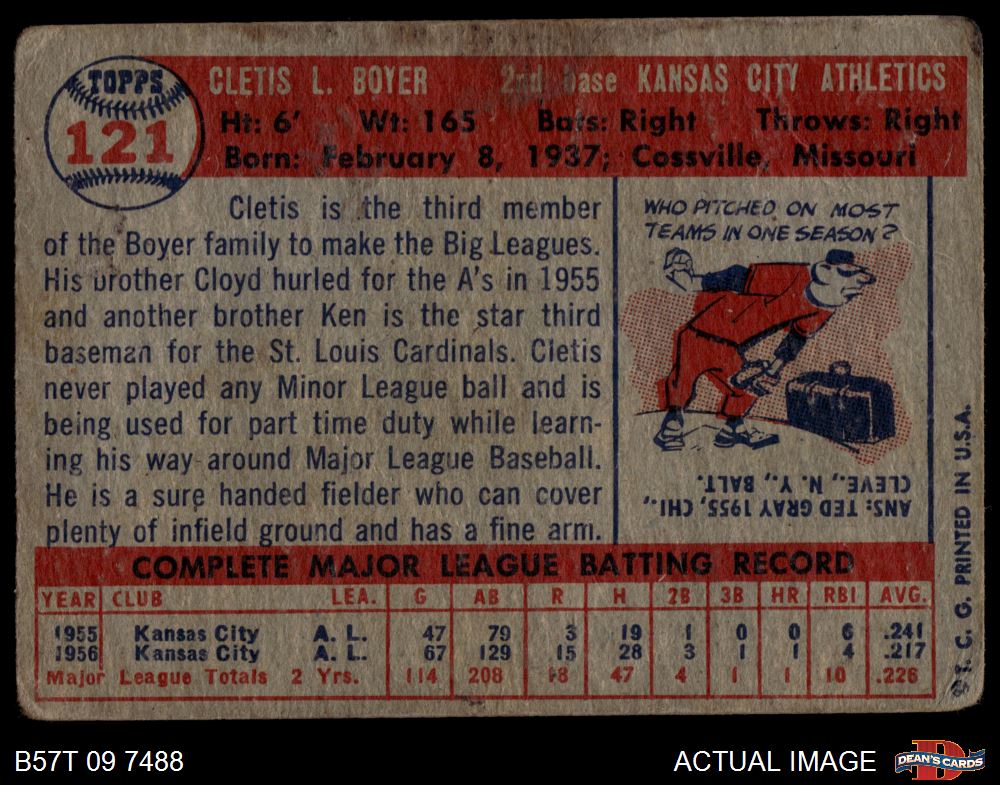 TOPPS
121
CLETIS L. BOYER 2nd base KANSAS CITY ATHLETICS
Ht: 6' Wt: 165 Bats: Right Throws: Right
Born: February 8, 1937; Cossville, Missouri
Cletis is the third member
of the Boyer family to make the Big Leagues.
His brother Cloyd hurled for the A's in 1955
and another brother Ken is the star third
baseman for the St. Louis Cardinals. Cletis
never played any Minor League ball and is
being used for part time duty while learn-
ing his way around Major League Baseball.
He is a sure handed fielder who can cover
plenty of infield ground and has a fine arm.
WHO PITCHED ON MOST
TEAMS IN ONE SEASON?
ANS: TED GRAY 1955, CHI.,
CLEVE., N. Y., BALT.
COMPLETE MAJOR LEAGUE BATTING RECORD
YEAR CLUB LEA. G AB R H 2B 3B HR RBI AVG.
1955 Kansas City A. L. 47 79 3 19 1 0 0 6 .241
1956 Kansas City A. L. 67 129 15 28 3 1 1 4 .217
Major League Totals 2 Yrs. 114 208 18 47 4 1 1 10 .226
© T. C. G. PRINTED IN U.S.A.
B57T 09 7488
ACTUAL IMAGE
DEAN'S CARDS